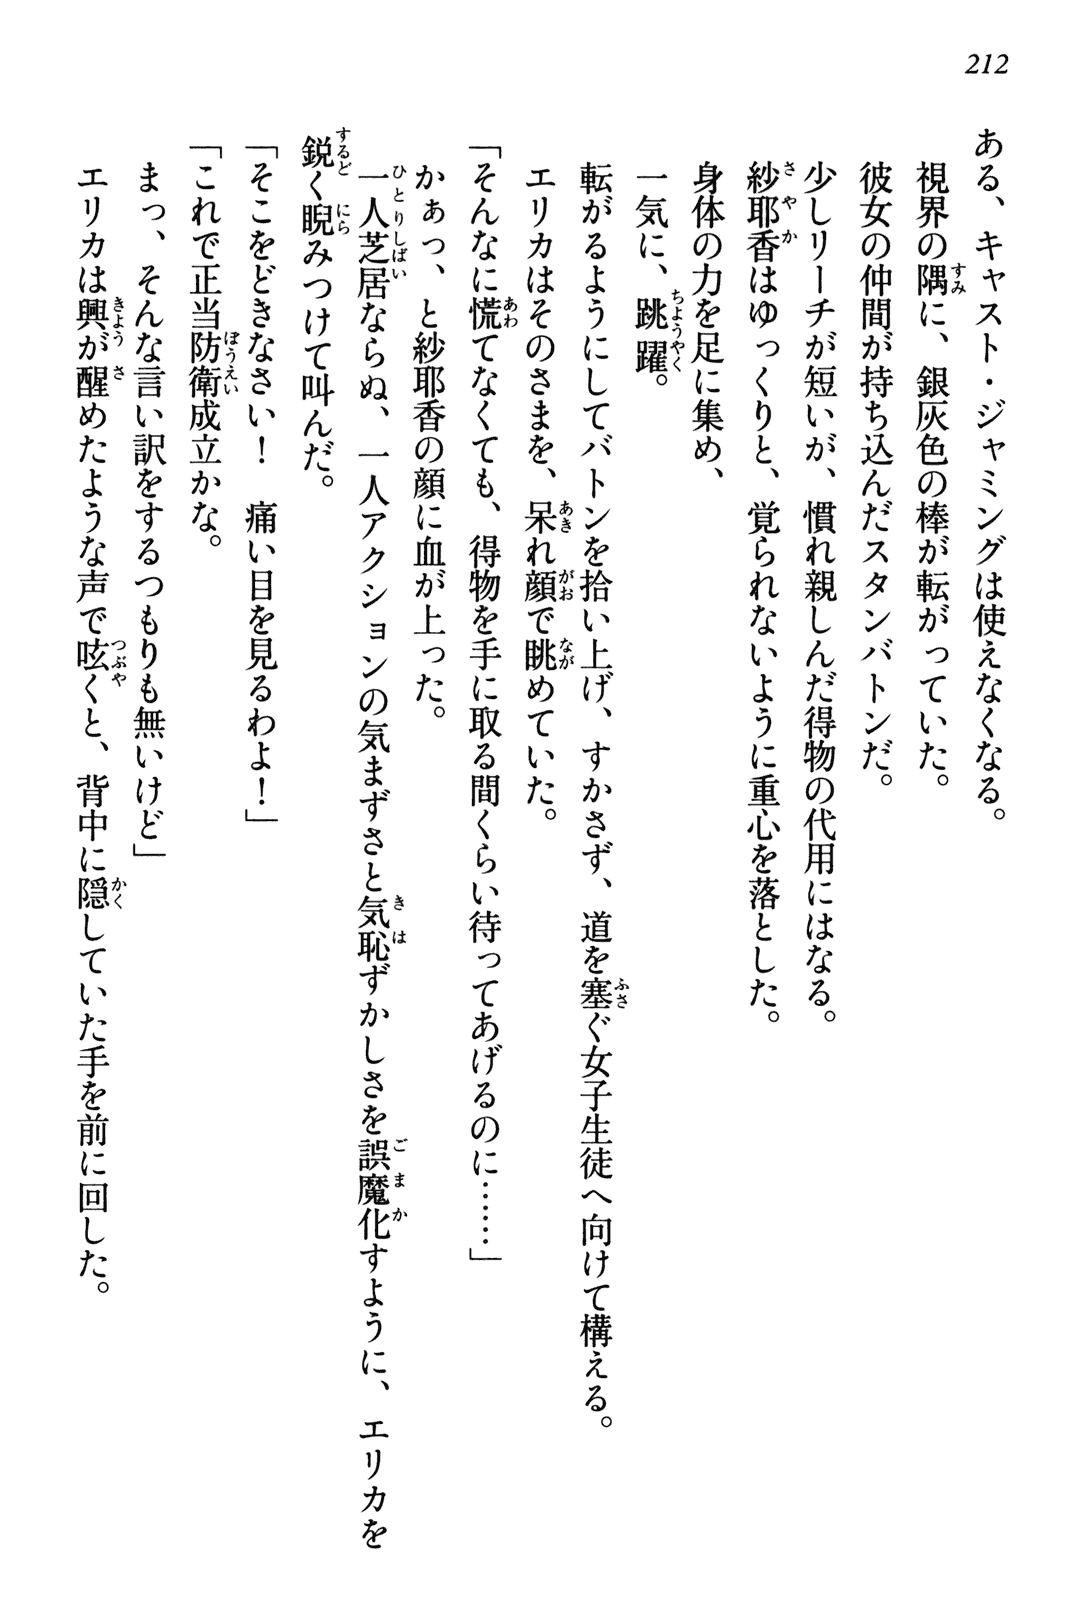 212
ある、キャスト・ジャミングは使えなくなる。
視界の隅に、銀灰色の棒が転がっていた。
彼女の仲間が持ち込んだスタンバトンだ。
少しリーチが短いが、慣れ親しんだ得物の代用にはなる。
紗耶香はゆっくりと、覚られないように重心を落とした。
身体の力を足に集め、
一気に、跳躍。
転がるようにしてバトンを拾い上げ、すかさず、道を塞ぐ女子生徒へ向けて構える。
エリカはそのさまを、呆れ顔で眺めていた。
「そんなに慌てなくても、得物を手に取る間くらい待ってあげるのに……」
かぁっ、と紗耶香の顔に血が上った。
一人芝居ならぬ、一人アクションの気まずさと気恥ずかしさを誤魔化すように、エリカを
鋭く睨みつけて叫んだ。
「そこをどきなさい！　痛い目を見るわよ！」
「これで正当防衛成立かな。
まっ、そんな言い訳をするつもりも無いけど」
エリカは興が醒めたような声で呟くと、背中に隠していた手を前に回した。